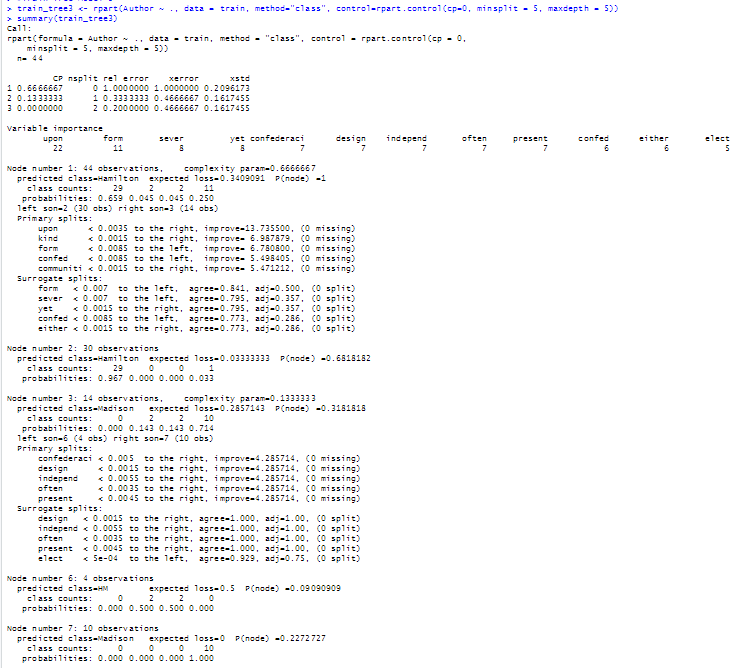 > train_tree3 <- rpart(Author ~ ., data = train, method="class", control=rpart.control(cp=0, minsplit = 5, maxdepth = 5))
> summary(train_tree3)
Call:
rpart(formula = Author ~ ., data = train, method = "class", control = rpart.control(cp = 0,
    minsplit = 5, maxdepth = 5))
  n= 44

         CP nsplit rel error    xerror      xstd
1 0.6666667      0 1.0000000 1.0000000 0.2096173
2 0.1333333      1 0.3333333 0.4666667 0.1617455
3 0.0000000      2 0.2000000 0.4666667 0.1617455

Variable importance
upon form sever yet confederaci design independ often present confed either elect
22 11 8 8 7 7 7 7 7 6 6 5

Node number 1: 44 observations,    complexity param=0.6666667
  predicted class=Hamilton  expected loss=0.3409091  P(node) =1
    class counts:    29     2     2    11
   probabilities: 0.659 0.045 0.045 0.250
  left son=2 (30 obs) right son=3 (14 obs)
  Primary splits:
      upon      < 0.0035 to the right, improve=13.735500, (0 missing)
      kind      < 0.0015 to the right, improve= 6.987879, (0 missing)
      form      < 0.0085 to the left,  improve= 6.780800, (0 missing)
      confed    < 0.0085 to the left,  improve= 5.498405, (0 missing)
      communiti < 0.0015 to the right, improve= 5.471212, (0 missing)
  Surrogate splits:
      form   < 0.007  to the left,  agree=0.841, adj=0.500, (0 split)
      sever  < 0.007  to the left,  agree=0.795, adj=0.357, (0 split)
      yet    < 0.0015 to the right, agree=0.795, adj=0.357, (0 split)
      confed < 0.0085 to the left,  agree=0.773, adj=0.286, (0 split)
      either < 0.0015 to the right, agree=0.773, adj=0.286, (0 split)

Node number 2: 30 observations
  predicted class=Hamilton  expected loss=0.03333333  P(node) =0.6818182
    class counts:    29     0     0     1
   probabilities: 0.967 0.000 0.000 0.033

Node number 3: 14 observations,    complexity param=0.1333333
  predicted class=Madison   expected loss=0.2857143  P(node) =0.3181818
    class counts:     0     2     2    10
   probabilities: 0.000 0.143 0.143 0.714
  left son=6 (4 obs) right son=7 (10 obs)
  Primary splits:
      confederaci < 0.005  to the right, improve=4.285714, (0 missing)
      design      < 0.0015 to the right, improve=4.285714, (0 missing)
      independ    < 0.0055 to the right, improve=4.285714, (0 missing)
      often       < 0.0035 to the right, improve=4.285714, (0 missing)
      present     < 0.0045 to the right, improve=4.285714, (0 missing)
  Surrogate splits:
      design   < 0.0015 to the right, agree=1.000, adj=1.00, (0 split)
      independ < 0.0055 to the right, agree=1.000, adj=1.00, (0 split)
      often    < 0.0035 to the right, agree=1.000, adj=1.00, (0 split)
      present  < 0.0045 to the right, agree=1.000, adj=1.00, (0 split)
      elect    < 5e-04  to the left,  agree=0.929, adj=0.75, (0 split)

Node number 6: 4 observations
  predicted class=HM        expected loss=0.5  P(node) =0.09090909
    class counts:     0     2     2     0
   probabilities: 0.000 0.500 0.500 0.000

Node number 7: 10 observations
  predicted class=Madison   expected loss=0  P(node) =0.2272727
    class counts:     0     0     0    10
   probabilities: 0.000 0.000 0.000 1.000